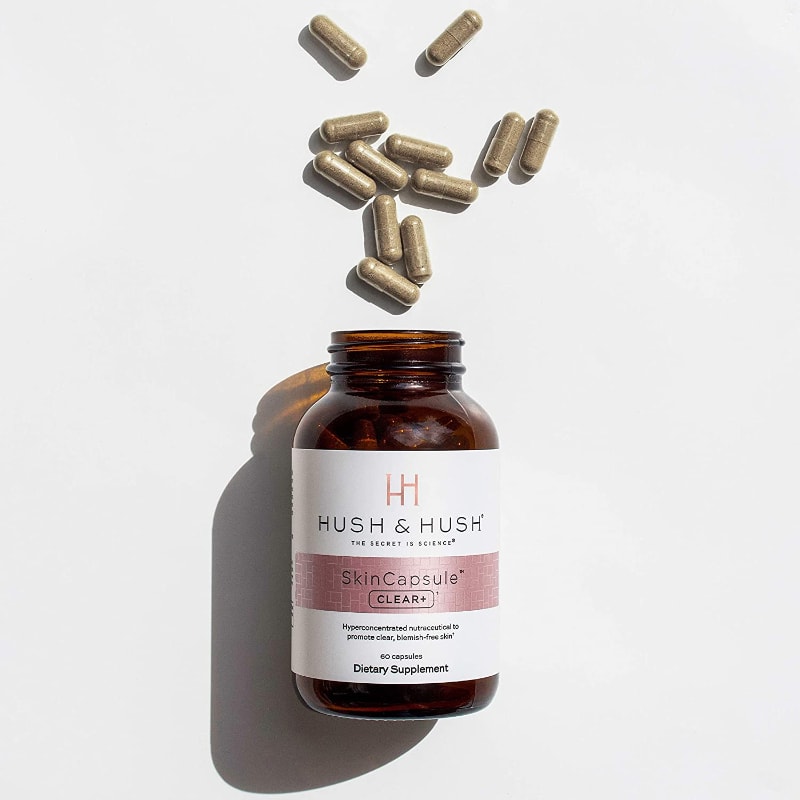 HH
HUSH & HUSH®
THE SECRET IS SCIENCE®
SkinCapsule™
CLEAR+†
Hyperconcentrated nutraceutical to
promote clear, blemish-free skin†
60 capsules
Dietary Supplement